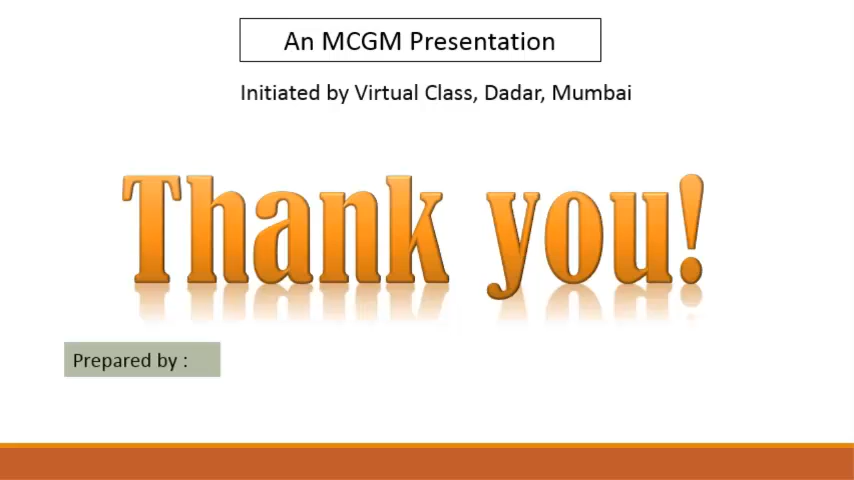 An MCGM Presentation
Initiated by Virtual Class, Dadar, Mumbai
Thank you!
Prepared by :